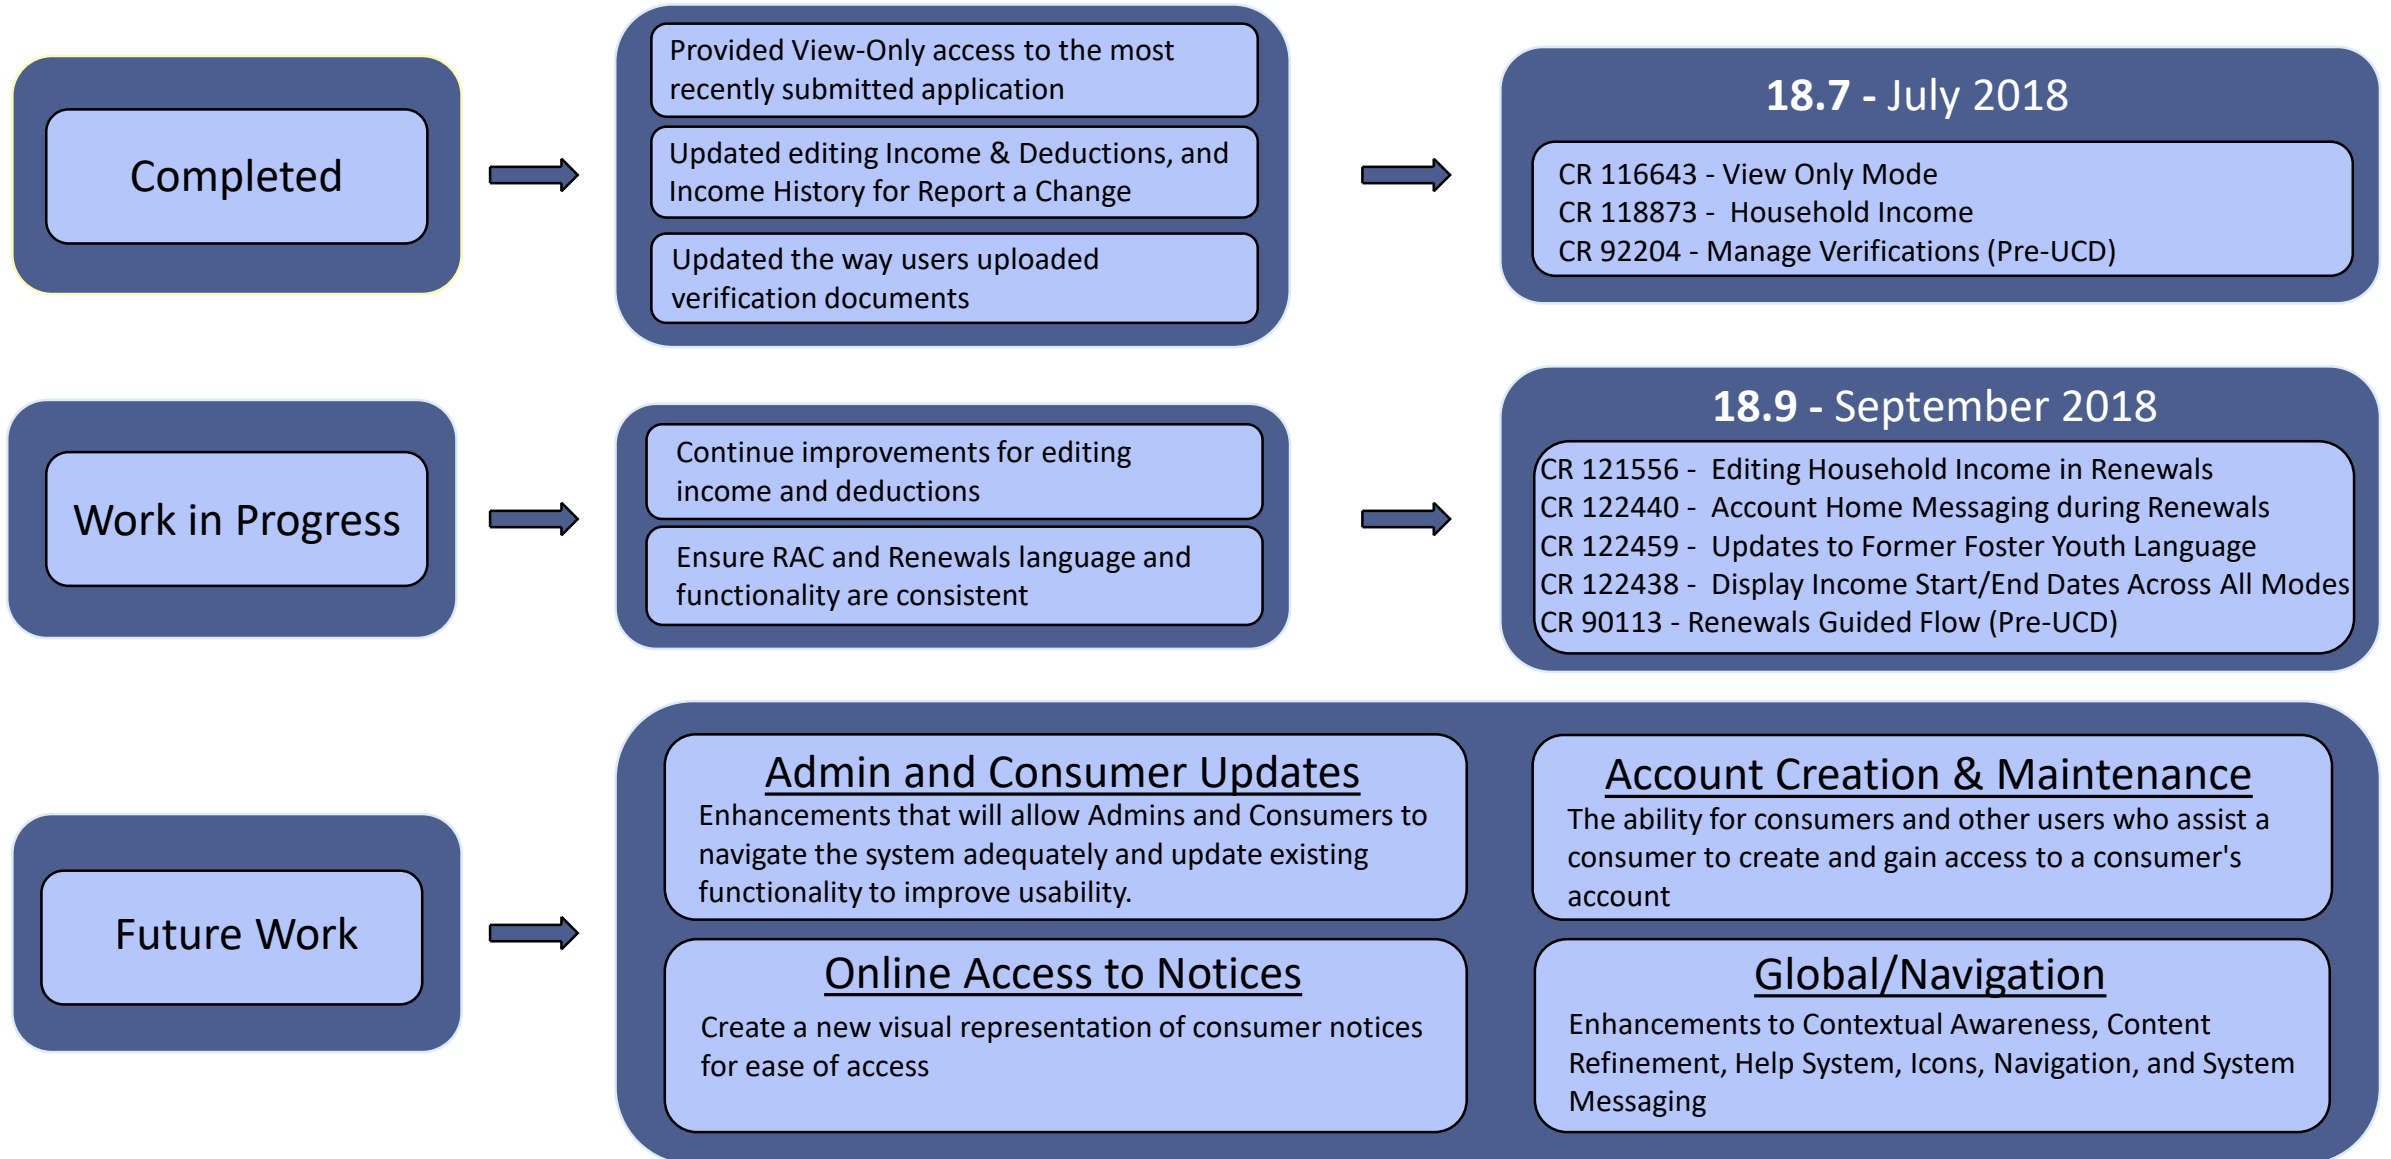 Completed
Provided View-Only access to the most
recently submitted application
Updated editing Income & Deductions, and
Income History for Report a Change
Updated the way users uploaded
verification documents
18.7 - July 2018
CR 116643 - View Only Mode
CR 118873 - Household Income
CR 92204 - Manage Verifications (Pre-UCD)
Work in Progress
Continue improvements for editing
income and deductions
Ensure RAC and Renewals language and
functionality are consistent
18.9 - September 2018
CR 121556 - Editing Household Income in Renewals
CR 122440 - Account Home Messaging during Renewals
CR 122459 - Updates to Former Foster Youth Language
CR 122438 - Display Income Start/End Dates Across All Modes
CR 90113 - Renewals Guided Flow (Pre-UCD)
Future Work
Admin and Consumer Updates
Enhancements that will allow Admins and Consumers to
navigate the system adequately and update existing
functionality to improve usability.
Account Creation & Maintenance
The ability for consumers and other users who assist a
consumer to create and gain access to a consumer's
account
Online Access to Notices
Create a new visual representation of consumer notices
for ease of access
Global/Navigation
Enhancements to Contextual Awareness, Content
Refinement, Help System, Icons, Navigation, and System
Messaging